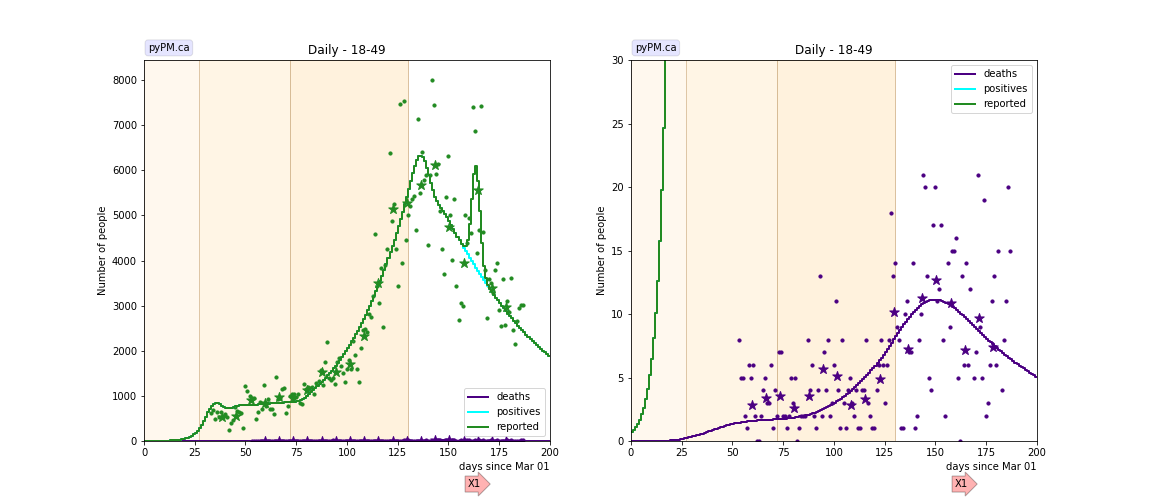 pyPM.ca
Daily - 18-49
Number of people
8000
7000
6000
5000
4000
3000
2000
1000
0
0 25 50 75 100 125 150 175 200
days since Mar 01
deaths
positives
reported
X1
pyPM.ca
Daily - 18-49
Number of people
30
25
20
15
10
5
0
0 25 50 75 100 125 150 175 200
days since Mar 01
deaths
positives
reported
X1